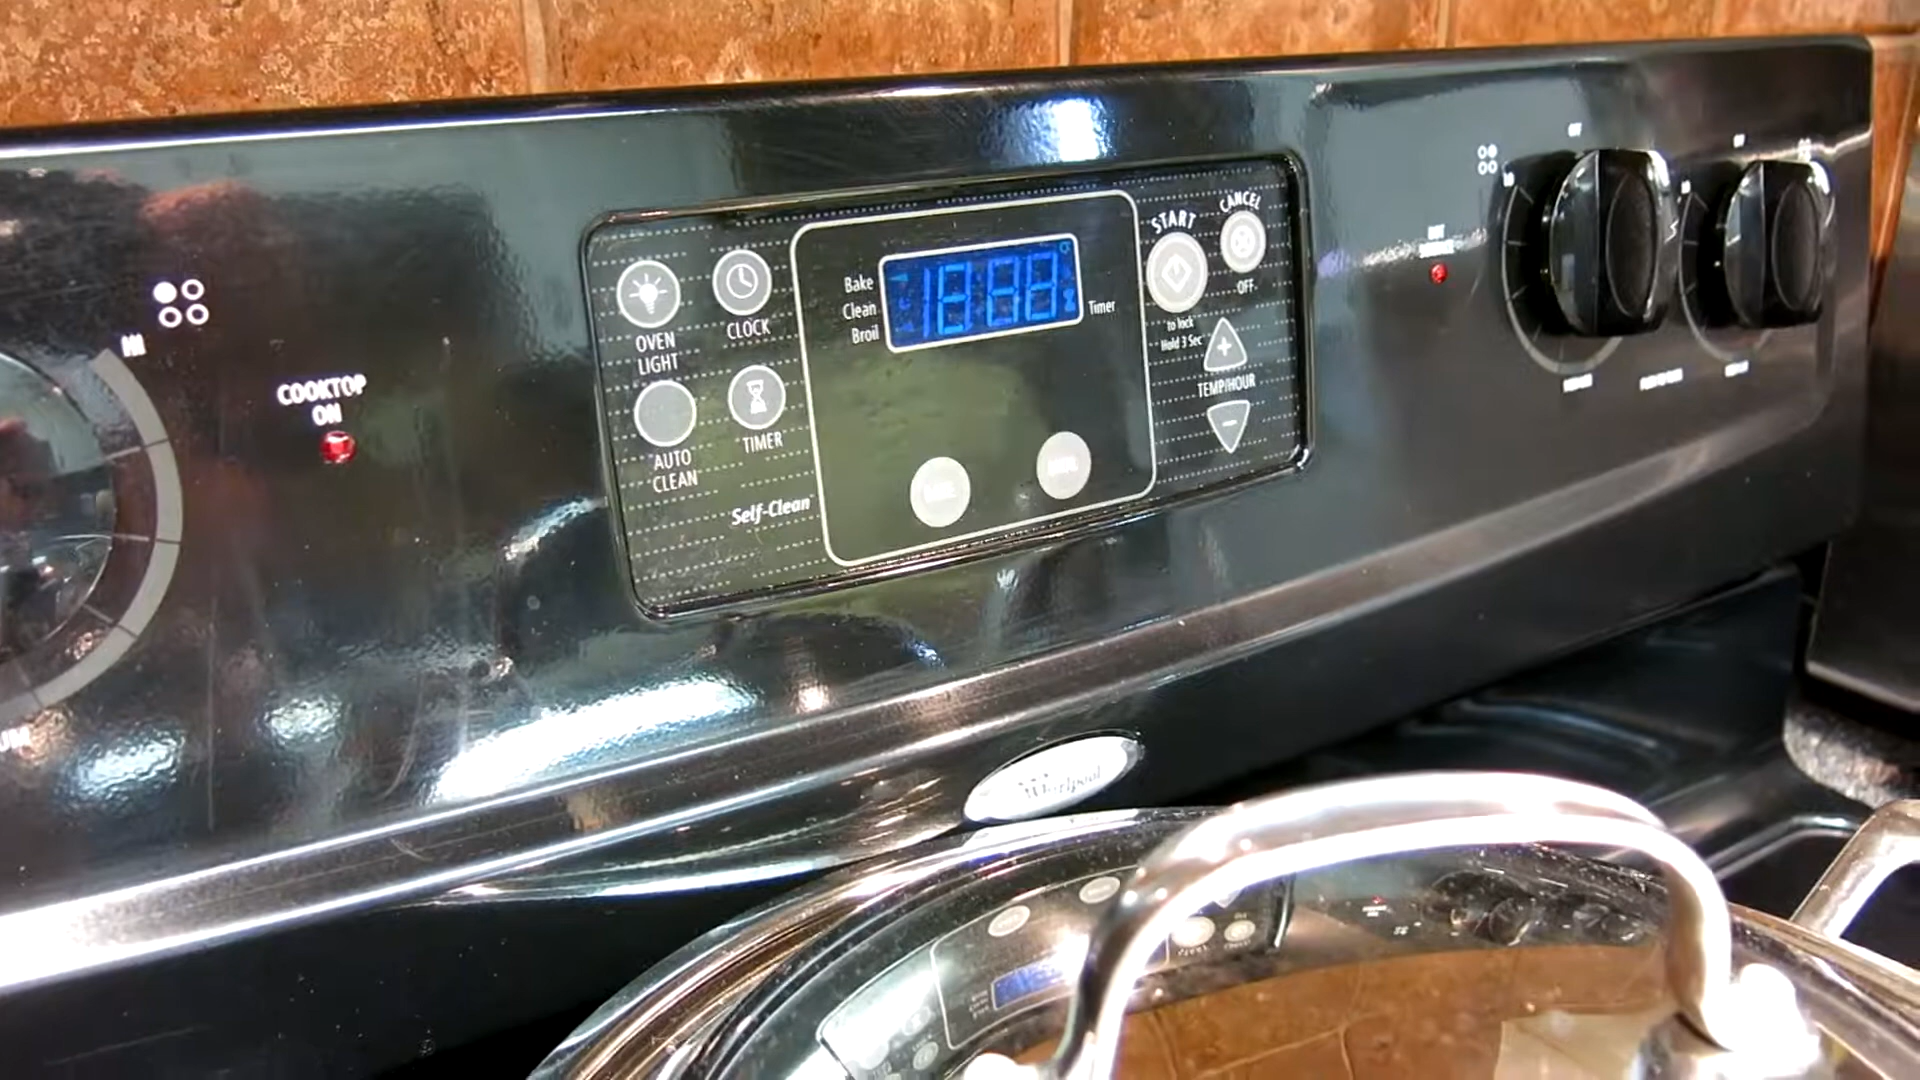 HI
COOKTOP
ON
OVEN
LIGHT
CLOCK
AUTO
CLEAN
TIMER
Self-Clean
Bake
Clean
Broil
18:88
Timer
START
CANCEL
OFF
to lock
Hold 3 Sec
TEMP/HOUR
Whirlpool